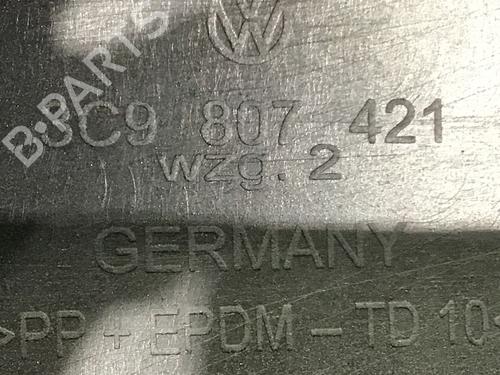 B-PARTS
3C9 807 421
wzg. 2
GERMANY
>PP + EPDM - TD 10<